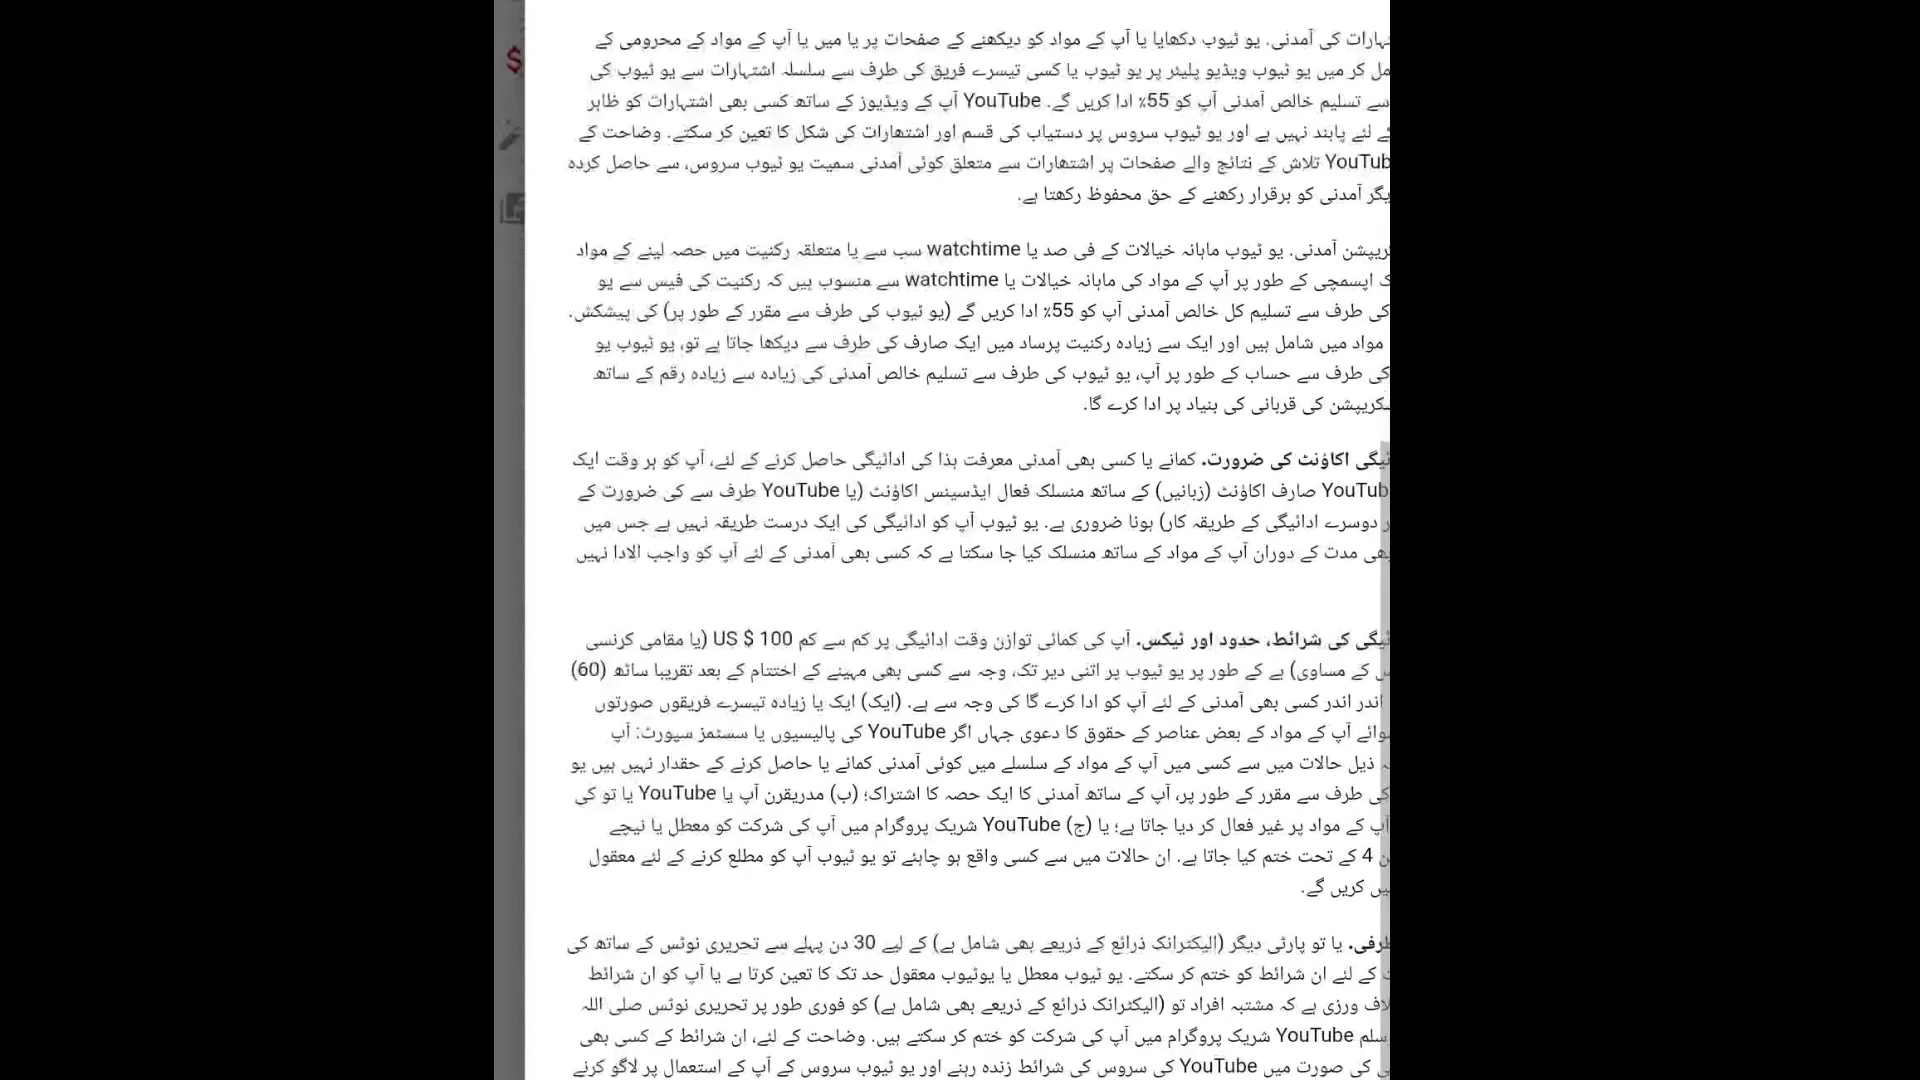 کی آمدنی. یو ٹیوب دکھایا یا آپ کے مواد کو دیکھنے کے صفحات پر یا میں یا آپ کے مواد کے محرومی کے
کر میں یو ٹیوب ویڈیو پلیئر پر یو ٹیوب یا کسی تیسرے فریق کی طرف سے سلسلہ اشتہارات سے یو ٹیوب کی
سے تسلیم خالص آمدنی آپ کو 55٪ ادا کریں گے. YouTube آپ کے ویڈیوز کے ساتھ کسی بھی اشتہارات کو ظاہر
کے لئے پابند نہیں ہے اور یو ٹیوب سروس پر دستیاب کی قسم اور اشتھارات کی شکل کا تعین کر سکتے. وضاحت کے
YouTub تلاش کے نتائج والے صفحات پر اشتھارات سے متعلق کوئی آمدنی سمیت یو ٹیوب سروس، سے حاصل کردہ
یگر آمدنی کو برقرار رکھنے کے حق محفوظ رکھتا ہے.
آمدنی. یو ٹیوب ماہانہ خیالات کے فی صد یا watchtime سب سے یا متعلقہ رکنیت میں حصہ لینے کے مواد
اپسمچی کے طور پر آپ کے مواد کی ماہانہ خیالات یا watchtime سے منسوب ہیں کہ رکنیت کی فیس سے یو
کی طرف سے تسلیم کل خالص آمدنی آپ کو 55٪ ادا کریں گے (یو ٹیوب کی طرف سے مقرر کے طور پر) کی پیشکش.
مواد میں شامل ہیں اور ایک سے زیادہ رکنیت پرساد میں ایک صارف کی طرف سے دیکھا جاتا ہے تو، یو ٹیوب یو
کی طرف سے حساب کے طور پر آپ، یو ٹیوب کی طرف سے تسلیم خالص آمدنی کی زیادہ سے زیادہ رقم کے ساتھ
سکریپشن کی قربانی کی بنیاد پر ادا کرے گا.
ئیگی اکاؤنٹ کی ضرورت. کمانے یا کسی بھی آمدنی معرفت ہذا کی ادائیگی حاصل کرنے کے لئے، آپ کو ہر وقت ایک
YouTub صارف اکاؤنٹ (زبانیں) کے ساتھ منسلک فعال ایڈسینس اکاؤنٹ (یا YouTube طرف سے کی ضرورت کے
ر دوسرے ادائیگی کے طریقہ کار) ہونا ضروری ہے. یو ٹیوب آپ کو ادائیگی کی ایک درست طریقہ نہیں ہے جس میں
بھی مدت کے دوران آپ کے مواد کے ساتھ منسلک کیا جا سکتا ہے کہ کسی بھی آمدنی کے لئے آپ کو واجب الادا نہیں
ئیگی کی شرائط، حدود اور ٹیکس. آپ کی کمائی توازن وقت ادائیگی پر کم سے کم US $ 100 (یا مقامی کرنسی
کے مساوی) ہے کے طور پر یو ٹیوب پر اتنی دیر تک، وجہ سے کسی بھی مہینے کے اختتام کے بعد تقریبا ساٹھ (60)
اندر اندر کسی بھی آمدنی کے لئے آپ کو ادا کرے گا کی وجہ سے ہے. (ایک) ایک یا زیادہ تیسرے فریقوں صورتوں
وائے آپ کے مواد کے بعض عناصر کے حقوق کا دعوی جہاں اگر YouTube کی پالیسیوں یا سسٹمز سپورٹ: آپ
ذیل حالات میں سے کسی میں آپ کے مواد کے سلسلے میں کوئی آمدنی کمانے یا حاصل کرنے کے حقدار نہیں ہیں یو
کی طرف سے مقرر کے طور پر، آپ کے ساتھ آمدنی کا ایک حصہ کا اشتراک؛ (ب) مدریقرن آپ یا YouTube یا تو کی
آپ کے مواد پر غیر فعال کر دیا جاتا ہے؛ یا (ج) YouTube شریک پروگرام میں آپ کی شرکت کو معطل یا نیچے
ن 4 کے تحت ختم کیا جاتا ہے. ان حالات میں سے کسی واقع ہو چاہئے تو یو ٹیوب آپ کو مطلع کرنے کے لئے معقول
یں کریں گے.
طرفی. یا تو پارٹی دیگر (الیکٹرانک ذرائع کے ذریعے بھی شامل ہے) کے لیے 30 دن پہلے سے تحریری نوٹس کے ساتھ کی
کے لئے ان شرائط کو ختم کر سکتے. یو ٹیوب معطل یا یوٹیوب معقول حد تک کا تعین کرتا ہے یا آپ کو ان شرائط
لاف ورزی ہے کہ مشتبہ افراد تو (الیکٹرانک ذرائع کے ذریعے بھی شامل ہے) کو فوری طور پر تحریری نوٹس صلی اللہ
سلم YouTube شریک پروگرام میں آپ کی شرکت کو ختم کر سکتے ہیں. وضاحت کے لئے، ان شرائط کے کسی بھی
کی صورت میں YouTube کی سروس کی شرائط زندہ رہنے اور یو ٹیوب سروس کے آپ کے استعمال پر لاگو کرنے